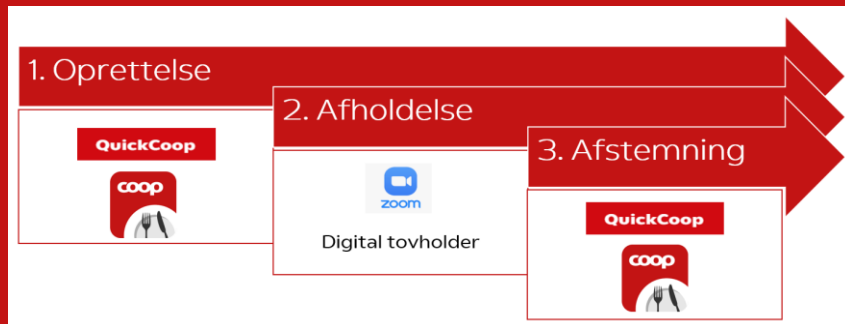 1. Oprettelse
QuickCoop
coop
2. Afholdelse
zoom
Digital tovholder
3. Afstemning
QuickCoop
coop